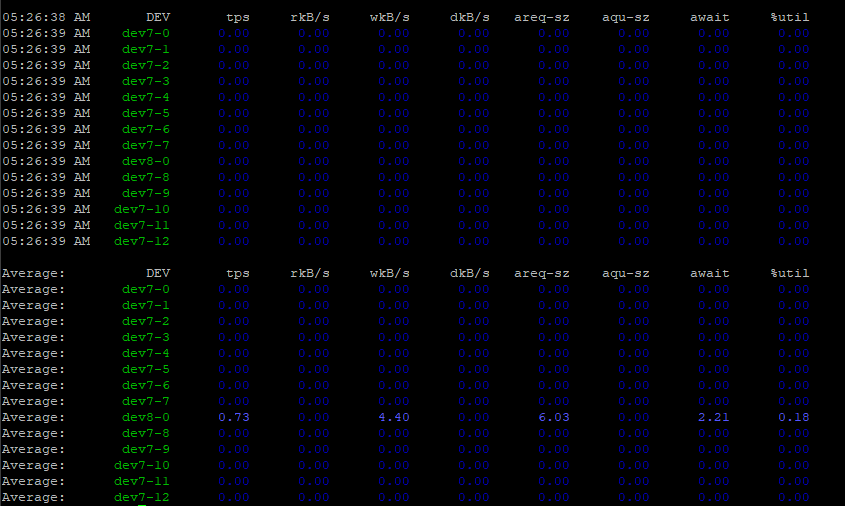 05:26:38 AM DEV tps rkB/s wkB/s dkB/s areq-sz aqu-sz await %util
05:26:39 AM dev7-0 0.00 0.00 0.00 0.00 0.00 0.00 0.00 0.00
05:26:39 AM dev7-1 0.00 0.00 0.00 0.00 0.00 0.00 0.00 0.00
05:26:39 AM dev7-2 0.00 0.00 0.00 0.00 0.00 0.00 0.00 0.00
05:26:39 AM dev7-3 0.00 0.00 0.00 0.00 0.00 0.00 0.00 0.00
05:26:39 AM dev7-4 0.00 0.00 0.00 0.00 0.00 0.00 0.00 0.00
05:26:39 AM dev7-5 0.00 0.00 0.00 0.00 0.00 0.00 0.00 0.00
05:26:39 AM dev7-6 0.00 0.00 0.00 0.00 0.00 0.00 0.00 0.00
05:26:39 AM dev7-7 0.00 0.00 0.00 0.00 0.00 0.00 0.00 0.00
05:26:39 AM dev8-0 0.00 0.00 0.00 0.00 0.00 0.00 0.00 0.00
05:26:39 AM dev7-8 0.00 0.00 0.00 0.00 0.00 0.00 0.00 0.00
05:26:39 AM dev7-9 0.00 0.00 0.00 0.00 0.00 0.00 0.00 0.00
05:26:39 AM dev7-10 0.00 0.00 0.00 0.00 0.00 0.00 0.00 0.00
05:26:39 AM dev7-11 0.00 0.00 0.00 0.00 0.00 0.00 0.00 0.00
05:26:39 AM dev7-12 0.00 0.00 0.00 0.00 0.00 0.00 0.00 0.00
Average: DEV tps rkB/s wkB/s dkB/s areq-sz aqu-sz await %util
Average: dev7-0 0.00 0.00 0.00 0.00 0.00 0.00 0.00 0.00
Average: dev7-1 0.00 0.00 0.00 0.00 0.00 0.00 0.00 0.00
Average: dev7-2 0.00 0.00 0.00 0.00 0.00 0.00 0.00 0.00
Average: dev7-3 0.00 0.00 0.00 0.00 0.00 0.00 0.00 0.00
Average: dev7-4 0.00 0.00 0.00 0.00 0.00 0.00 0.00 0.00
Average: dev7-5 0.00 0.00 0.00 0.00 0.00 0.00 0.00 0.00
Average: dev7-6 0.00 0.00 0.00 0.00 0.00 0.00 0.00 0.00
Average: dev7-7 0.00 0.00 0.00 0.00 0.00 0.00 0.00 0.00
Average: dev8-0 0.73 0.00 4.40 0.00 6.03 0.00 2.21 0.18
Average: dev7-8 0.00 0.00 0.00 0.00 0.00 0.00 0.00 0.00
Average: dev7-9 0.00 0.00 0.00 0.00 0.00 0.00 0.00 0.00
Average: dev7-10 0.00 0.00 0.00 0.00 0.00 0.00 0.00 0.00
Average: dev7-11 0.00 0.00 0.00 0.00 0.00 0.00 0.00 0.00
Average: dev7-12 0.00 0.00 0.00 0.00 0.00 0.00 0.00 0.00